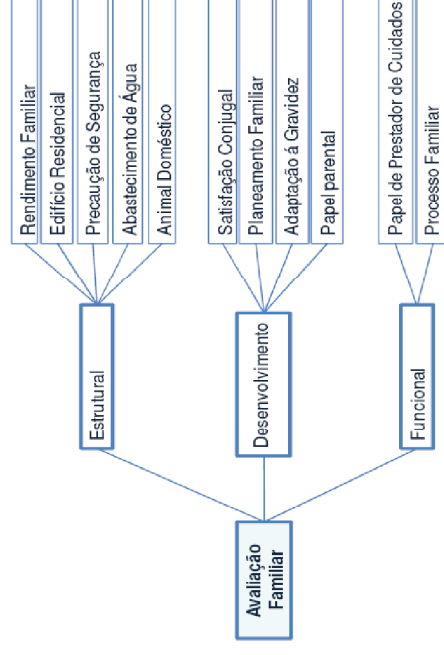 Avaliação
Familiar
Estrutural
Rendimento Familiar
Edifício Residencial
Precaução de Segurança
Abastecimento de Água
Animal Doméstico
Desenvolvimento
Satisfação Conjugal
Planeamento Familiar
Adaptação á Gravidez
Papel parental
Funcional
Papel de Prestador de Cuidados
Processo Familiar